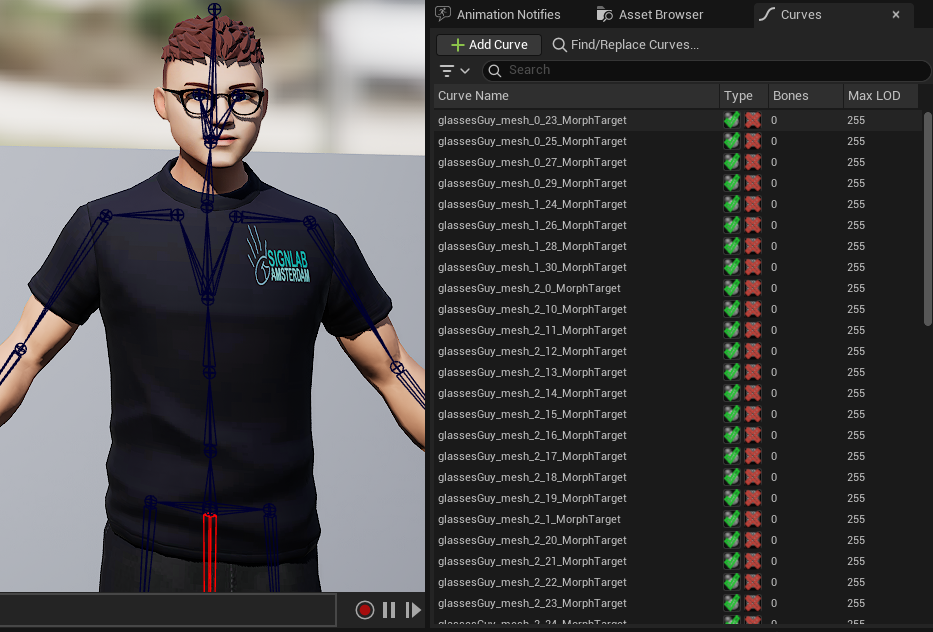 Animation Notifies
Asset Browser
Curves
Add Curve
Find/Replace Curves...
Search
Curve Name
Type
Bones
Max LOD
glassesGuy_mesh_0_23_MorphTarget 0 255
glassesGuy_mesh_0_25_MorphTarget 0 255
glassesGuy_mesh_0_27_MorphTarget 0 255
glassesGuy_mesh_0_29_MorphTarget 0 255
glassesGuy_mesh_1_24_MorphTarget 0 255
glassesGuy_mesh_1_26_MorphTarget 0 255
glassesGuy_mesh_1_28_MorphTarget 0 255
glassesGuy_mesh_1_30_MorphTarget 0 255
glassesGuy_mesh_2_0_MorphTarget 0 255
glassesGuy_mesh_2_10_MorphTarget 0 255
glassesGuy_mesh_2_11_MorphTarget 0 255
glassesGuy_mesh_2_12_MorphTarget 0 255
glassesGuy_mesh_2_13_MorphTarget 0 255
glassesGuy_mesh_2_14_MorphTarget 0 255
glassesGuy_mesh_2_15_MorphTarget 0 255
glassesGuy_mesh_2_16_MorphTarget 0 255
glassesGuy_mesh_2_17_MorphTarget 0 255
glassesGuy_mesh_2_18_MorphTarget 0 255
glassesGuy_mesh_2_19_MorphTarget 0 255
glassesGuy_mesh_2_1_MorphTarget 0 255
glassesGuy_mesh_2_20_MorphTarget 0 255
glassesGuy_mesh_2_21_MorphTarget 0 255
glassesGuy_mesh_2_22_MorphTarget 0 255
glassesGuy_mesh_2_23_MorphTarget 0 255
glassesGuy_mesh_2_24_MorphTarget 0 255
SIGNLAB
AMSTERDAM